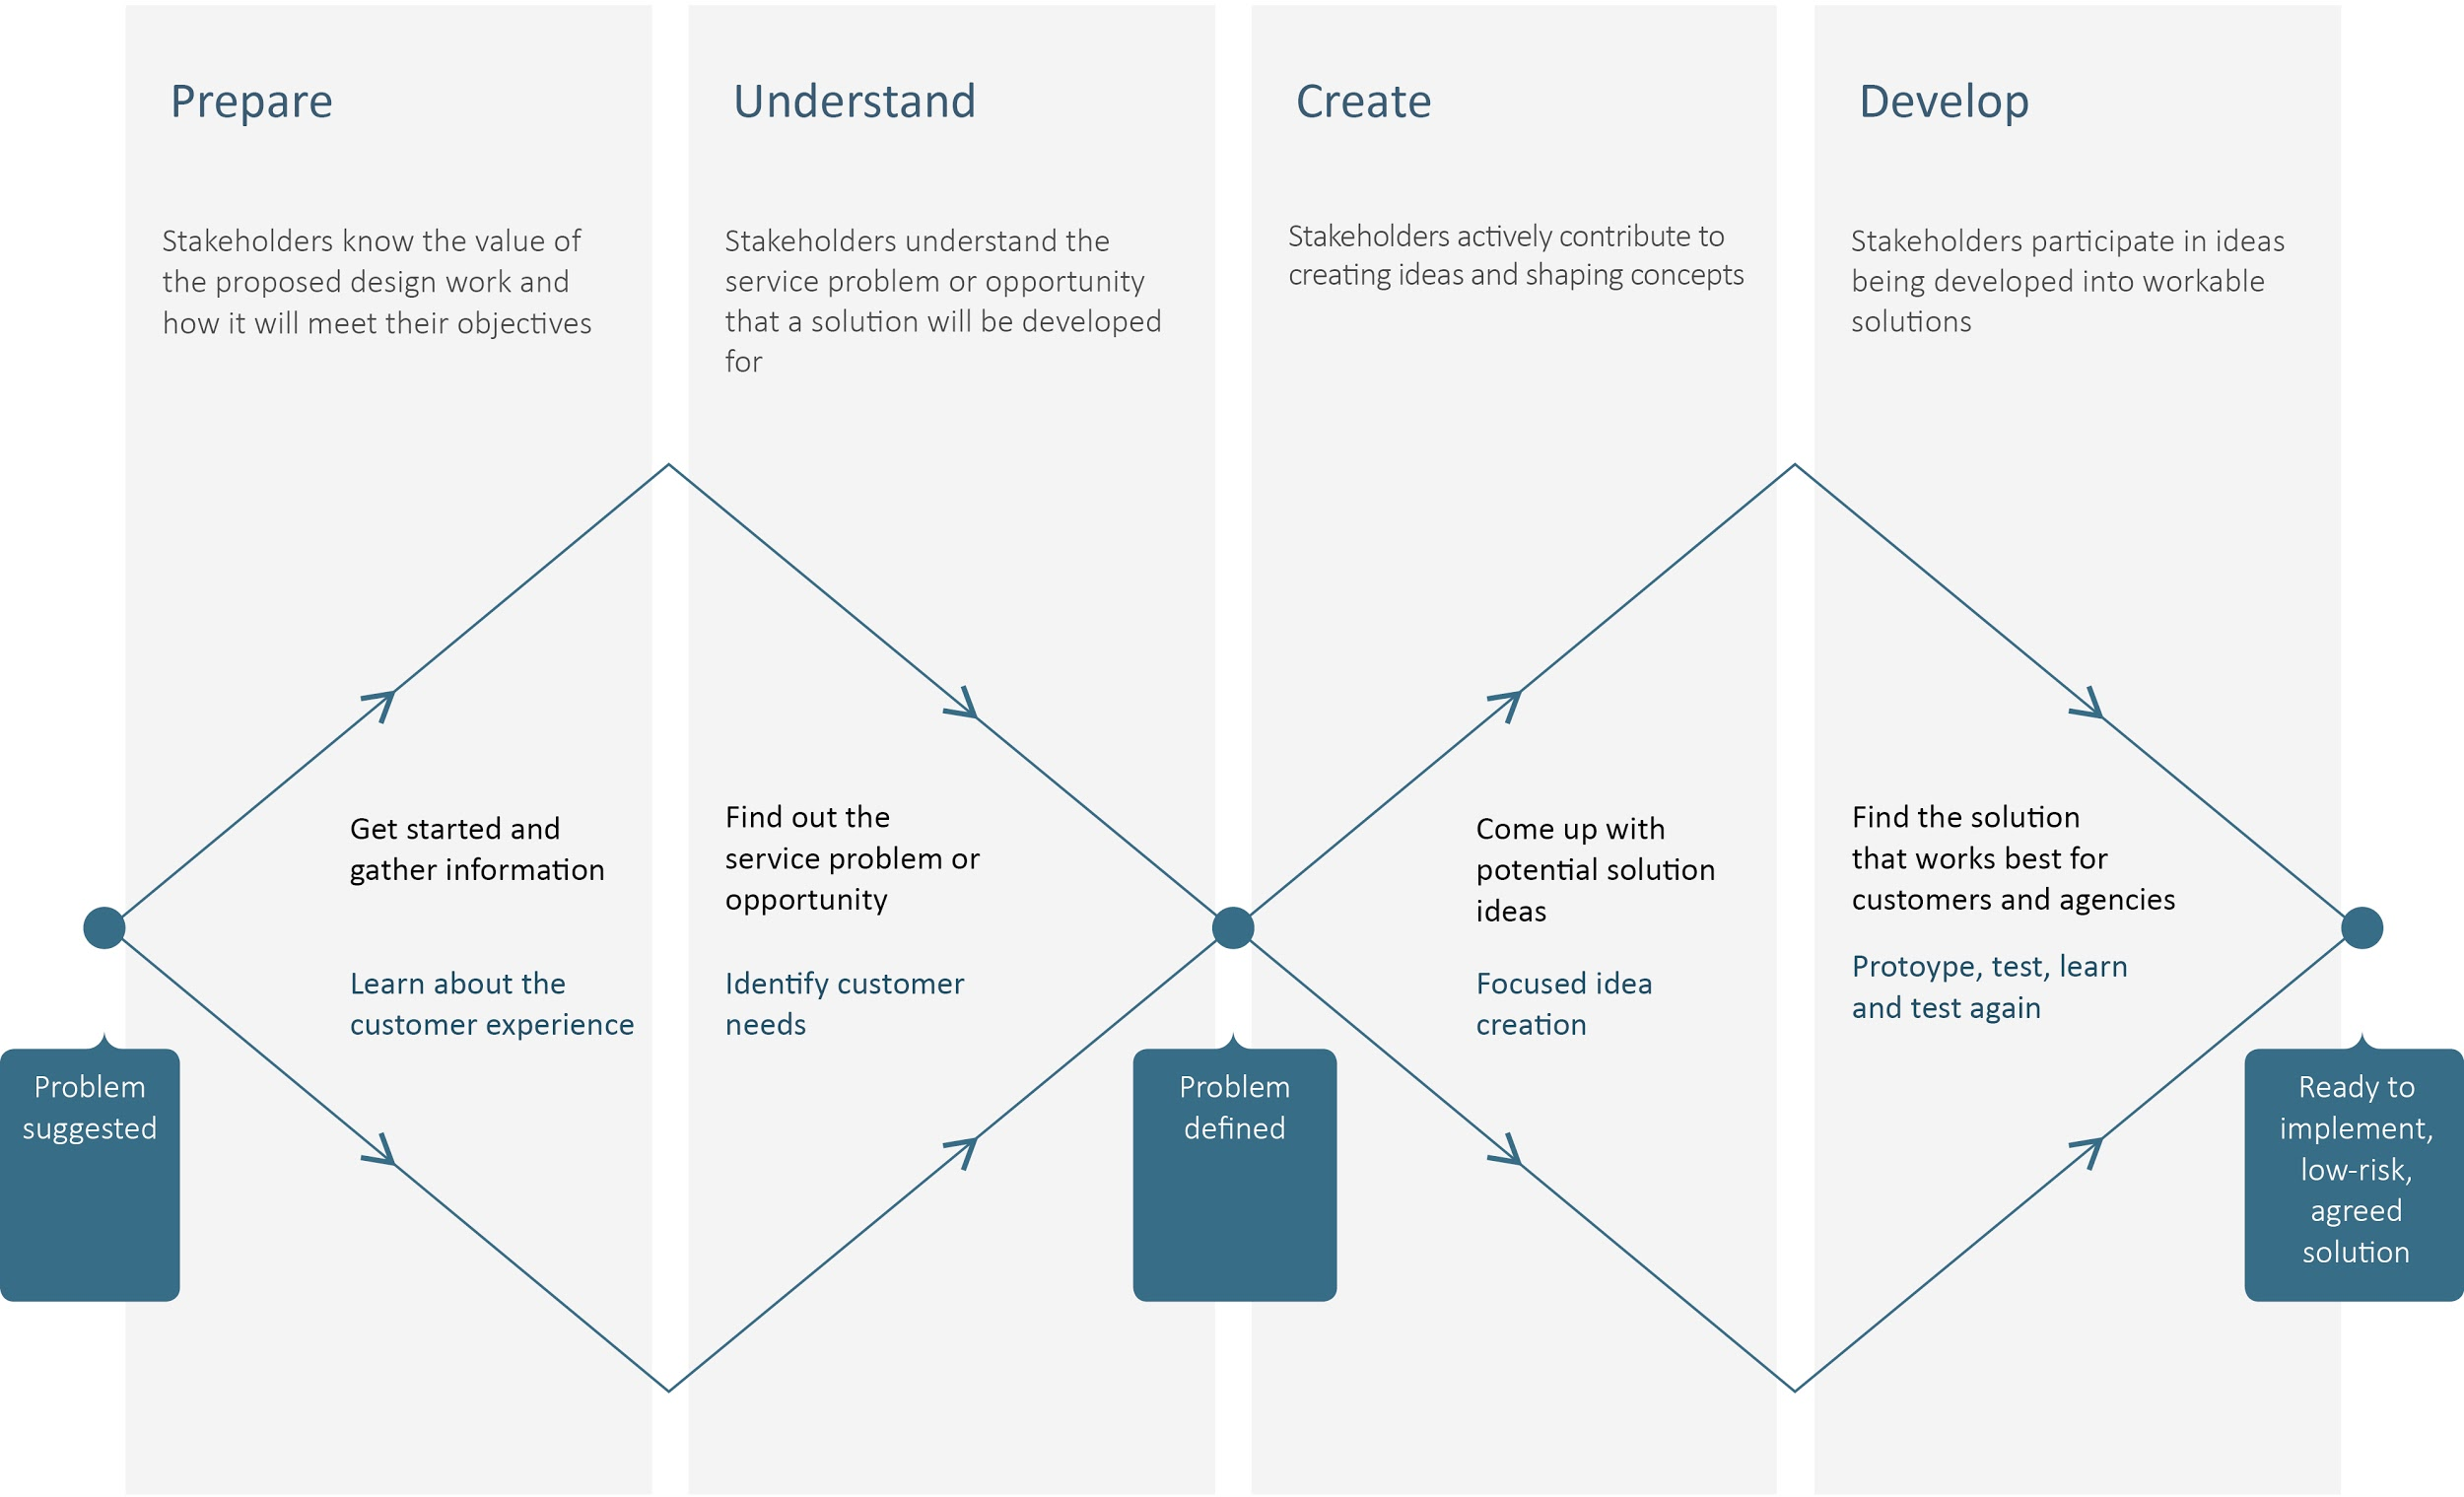 Prepare
Stakeholders know the value of
the proposed design work and
how it will meet their objectives
Get started and
gather information
Learn about the
customer experience
Problem
suggested
Understand
Stakeholders understand the
service problem or opportunity
that a solution will be developed
for
Find out the
service problem or
opportunity
Identify customer
needs
Problem
defined
Create
Stakeholders actively contribute to
creating ideas and shaping concepts
Come up with
potential solution
ideas
Focused idea
creation
Develop
Stakeholders participate in ideas
being developed into workable
solutions
Find the solution
that works best for
customers and agencies
Protoype, test, learn
and test again
Ready to
implement,
low-risk,
agreed
solution